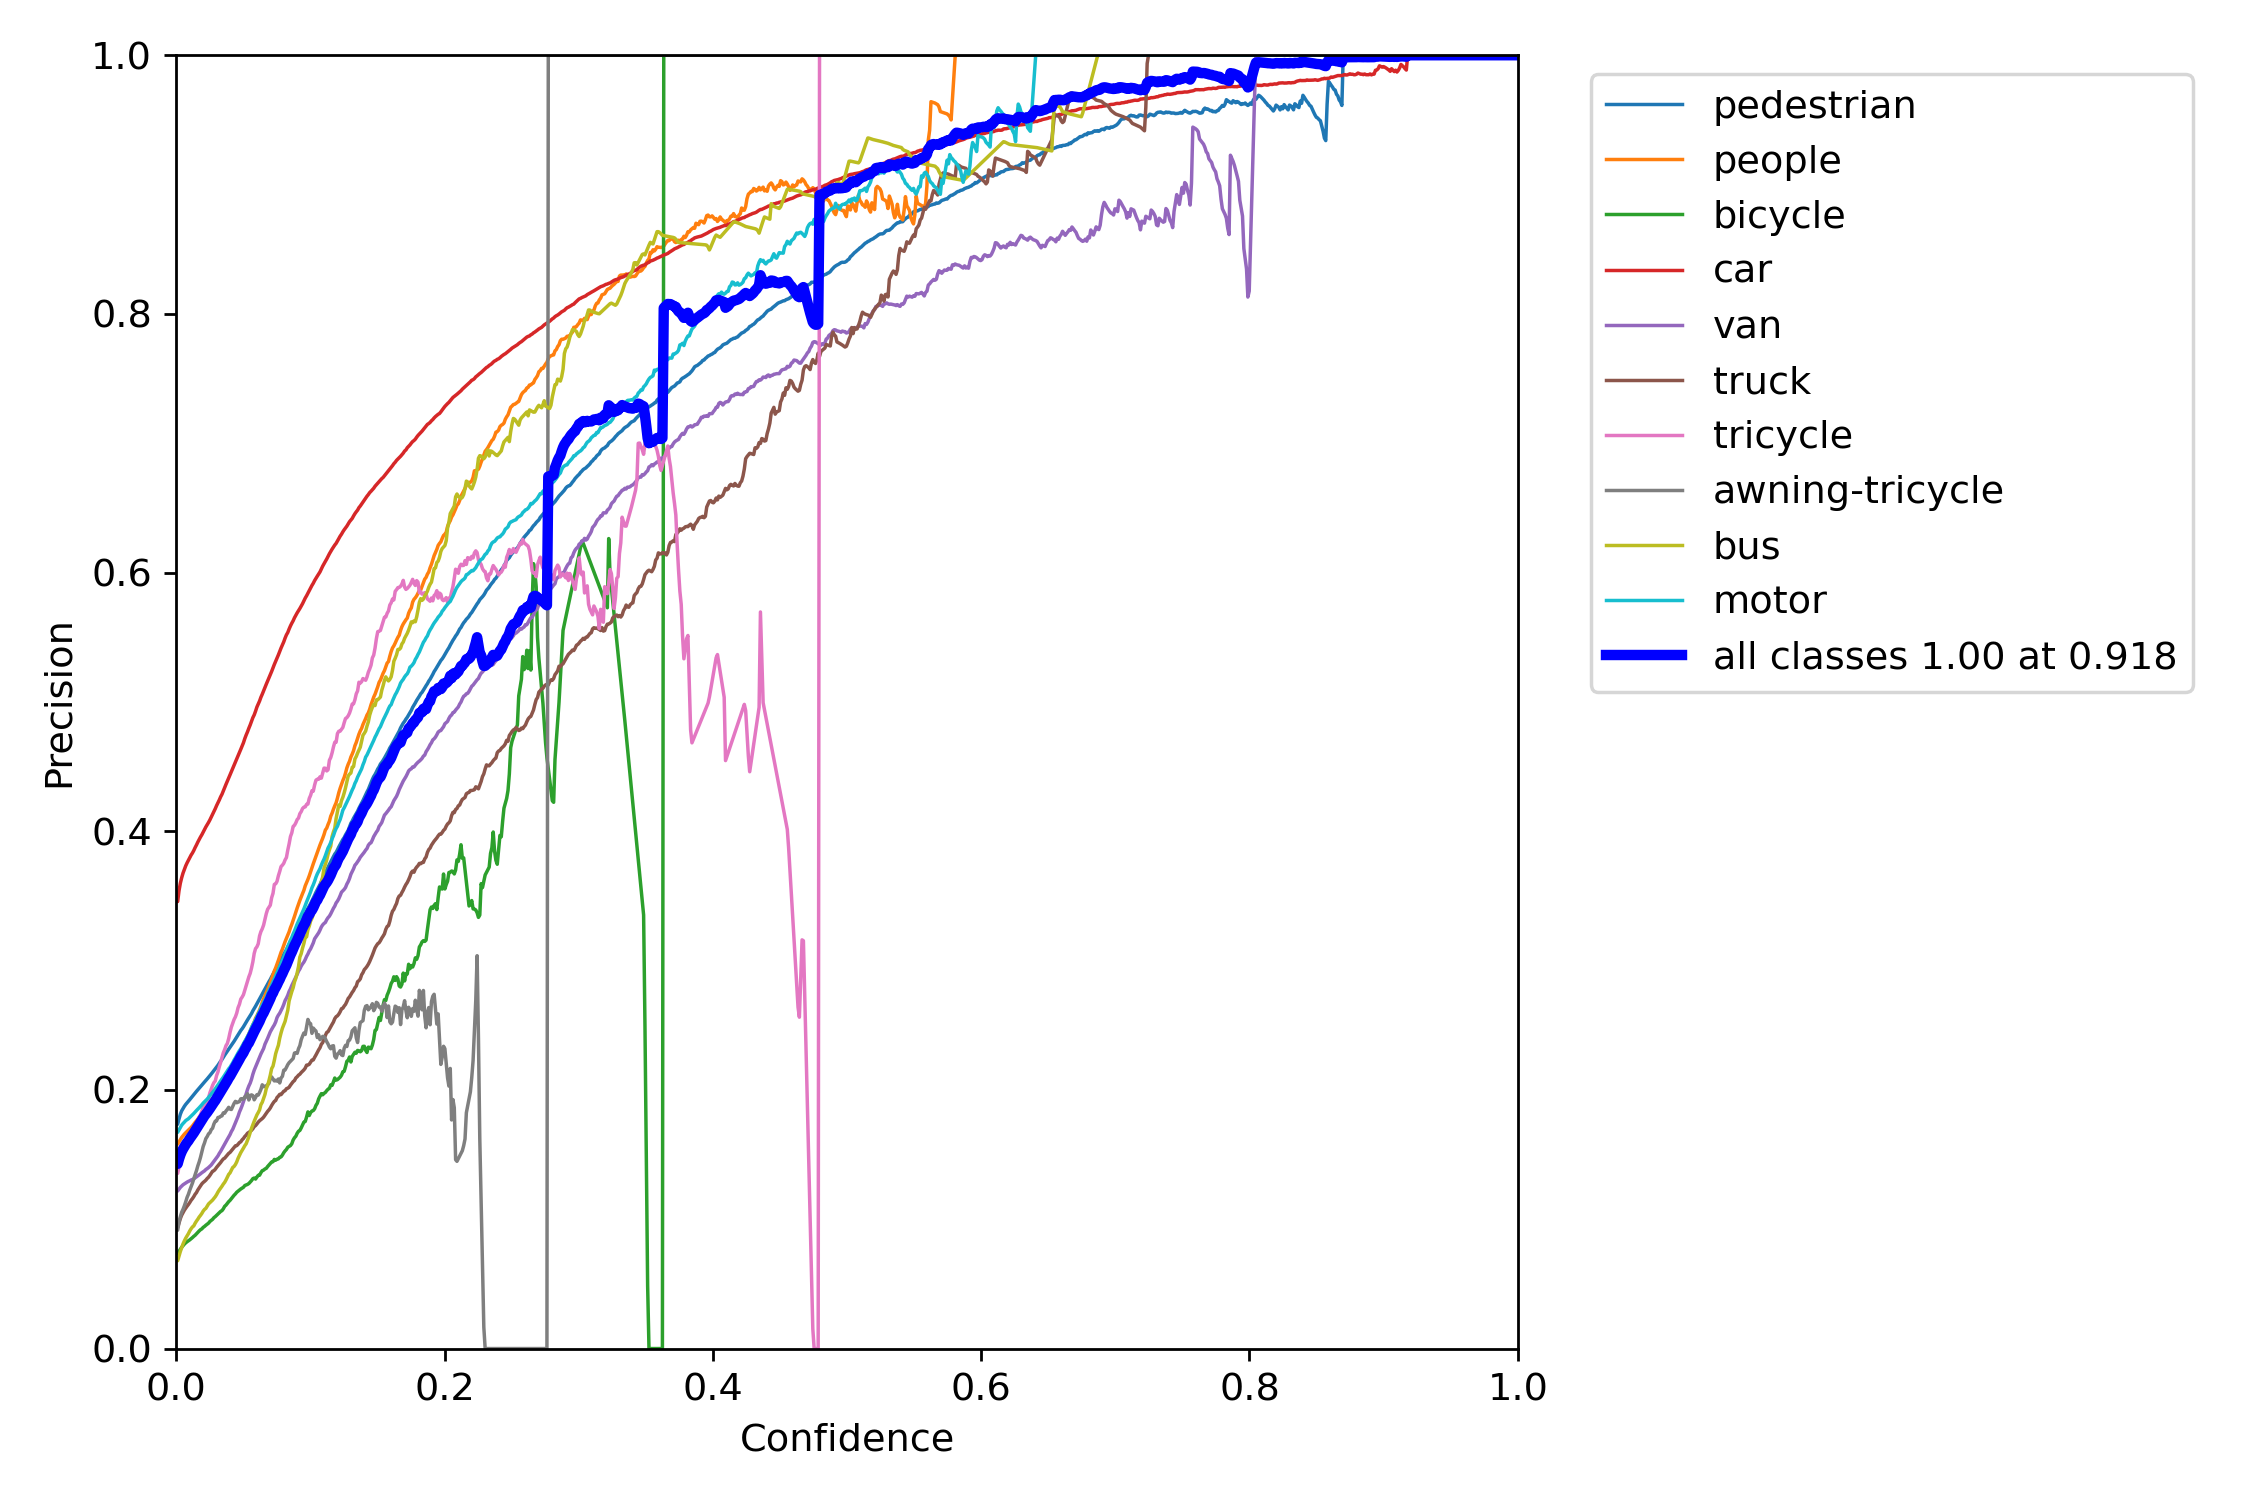 1.0
0.8
0.6
0.4
0.2
0.0
Precision
0.0 0.2 0.4 0.6 0.8 1.0
Confidence
pedestrian
people
bicycle
car
van
truck
tricycle
awning-tricycle
bus
motor
all classes 1.00 at 0.918